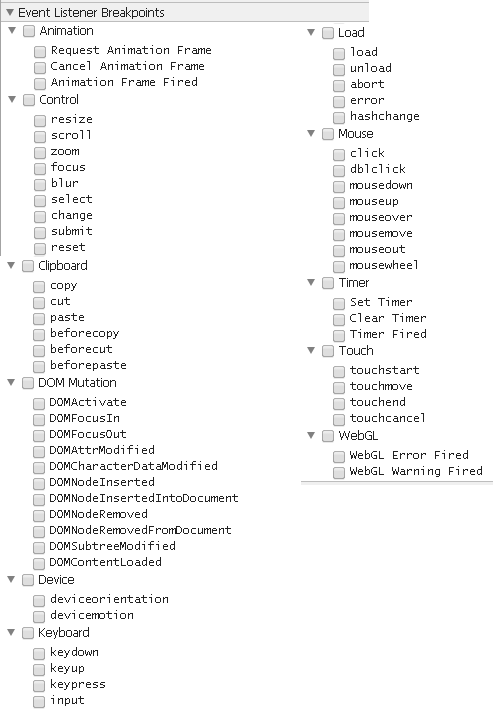 Event Listener Breakpoints
Animation
Request Animation Frame
Cancel Animation Frame
Animation Frame Fired
Control
resize
scroll
zoom
focus
blur
select
change
submit
reset
Clipboard
copy
cut
paste
beforecopy
beforecut
beforepaste
DOM Mutation
DOMActivate
DOMFocusIn
DOMFocusOut
DOMAttrModified
DOMCharacterDataModified
DOMNodeInserted
DOMNodeInsertedIntoDocument
DOMNodeRemoved
DOMNodeRemovedFromDocument
DOMSubtreeModified
DOMContentLoaded
Device
deviceorientation
devicemotion
Keyboard
keydown
keyup
keypress
input
Load
load
unload
abort
error
hashchange
Mouse
click
dblclick
mousedown
mouseup
mouseover
mousemove
mouseout
mousewheel
Timer
Set Timer
Clear Timer
Timer Fired
Touch
touchstart
touchmove
touchend
touchcancel
WebGL
WebGL Error Fired
WebGL Warning Fired